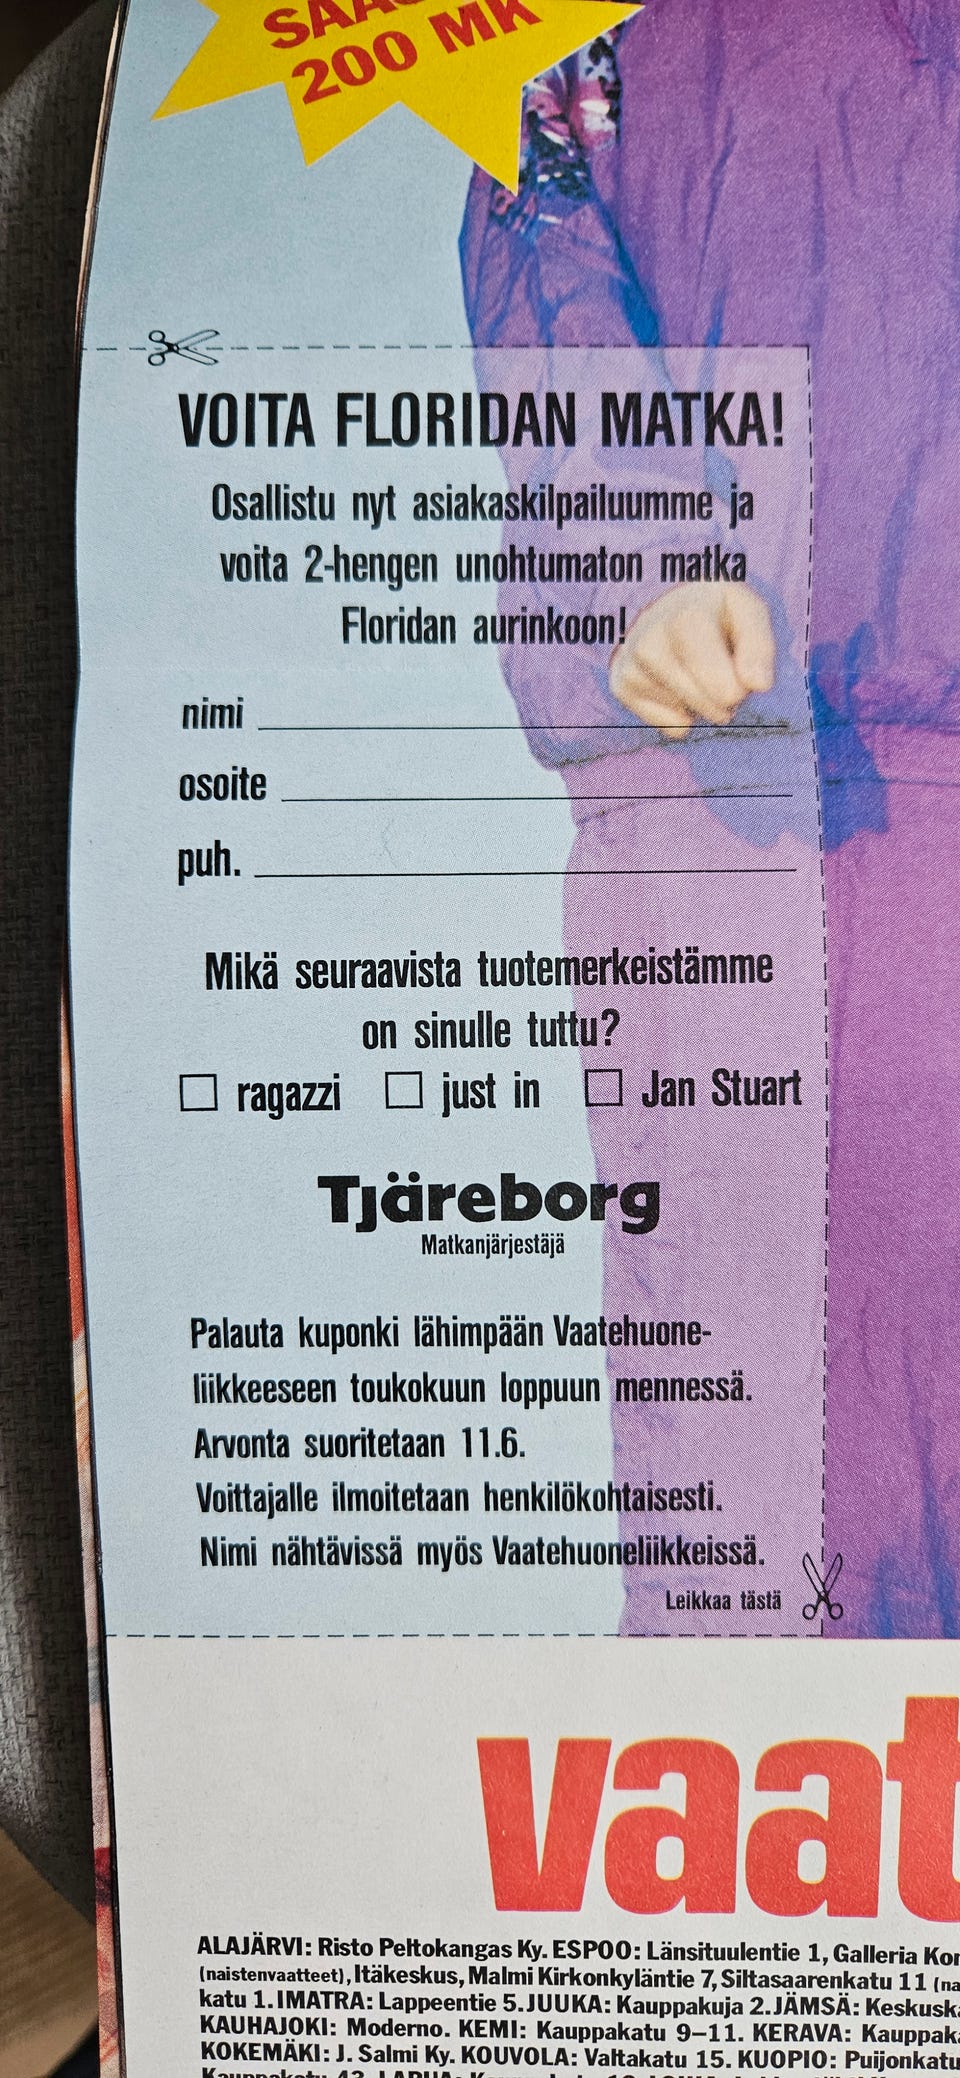 200 MK
VOITA FLORIDAN MATKA!
Osallistu nyt asiakaskilpailuumme ja
voita 2-hengen unohtumaton matka
Floridan aurinkoon!
nimi
osoite
puh.
Mikä seuraavista tuotemerkeistämme
on sinulle tuttu?
ragazzi just in Jan Stuart
Tjäreborg
Matkanjärjestäjä
Palauta kuponki lähimpään Vaatehuone-
liikkeeseen toukokuun loppuun mennessä.
Arvonta suoritetaan 11.6.
Voittajalle ilmoitetaan henkilökohtaisesti.
Nimi nähtävissä myös Vaatehuoneliikkeissä.
Leikkaa tästä
vaat
ALAJÄRVI: Risto Peltokangas Ky. ESPOO: Länsituulentie 1, Galleria
(naistenvaatteet), Itäkeskus, Malmi Kirkonkyläntie 7, Siltasaarenkatu 11
katu 1. IMATRA: Lappeentie 5. JUUKA: Kauppakuja 2. JÄMSÄ:
KAUHAJOKI: Moderno. KEMI: Kauppakatu 9–11. KERAVA:
KOKEMÄKI: J. Salmi Ky. KOUVOLA: Valtakatu 15. KUOPIO: